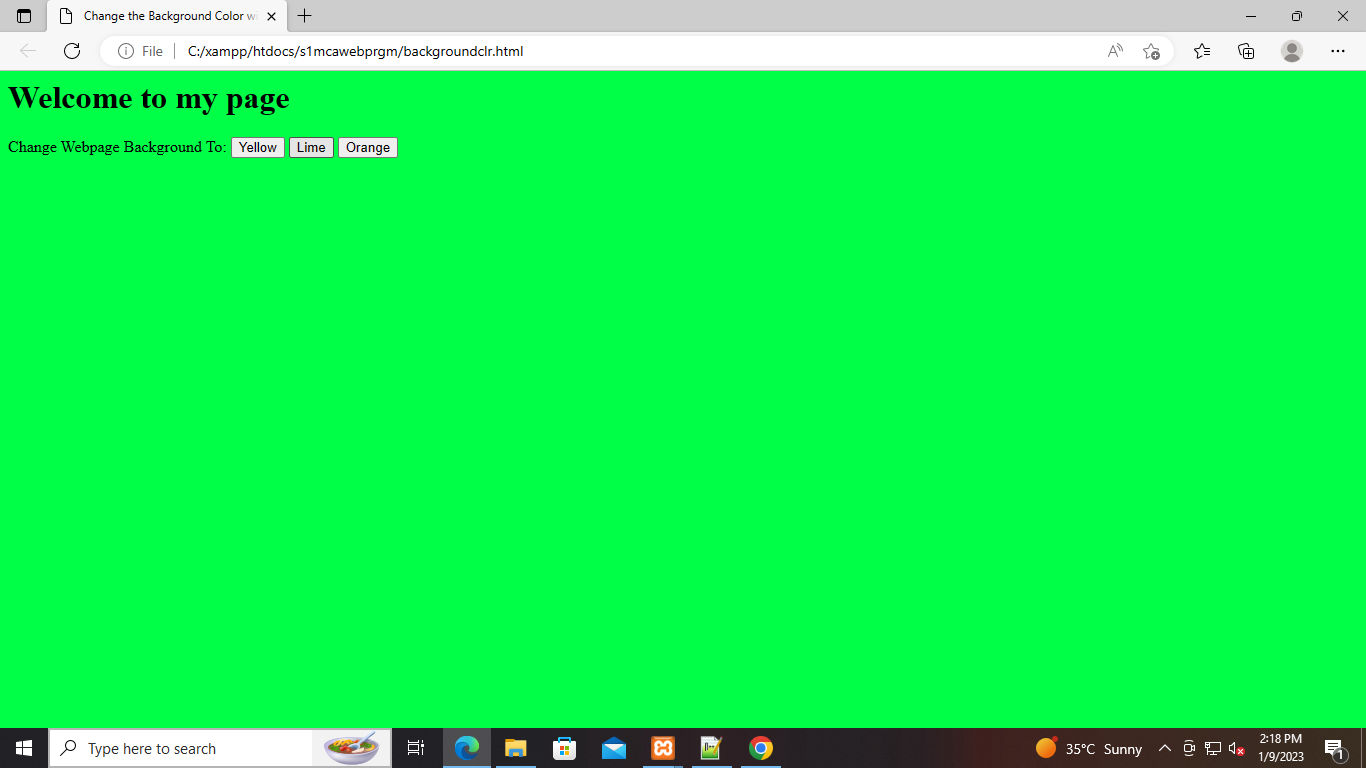 Change the Background Color w
File
C:/xampp/htdocs/s1mcawebprgm/backgroundclr.html
Welcome to my page
Change Webpage Background To: Yellow Lime Orange
Type here to search
35°C Sunny
2:18 PM
1/9/2023
1